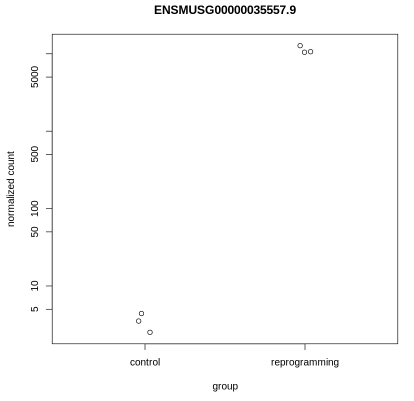 ENSMUSG00000035557.9
5000
500
100
50
10
5
normalized count
control
reprogramming
group